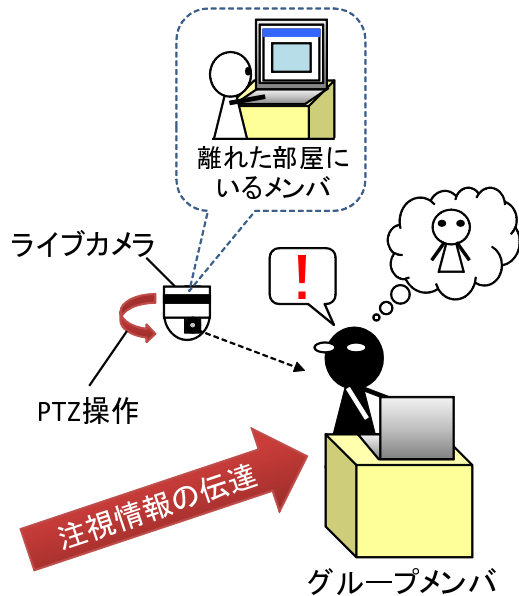 離れた部屋に
いるメンバ
ライブカメラ
!
PTZ操作
注視情報の伝達
グループメンバ